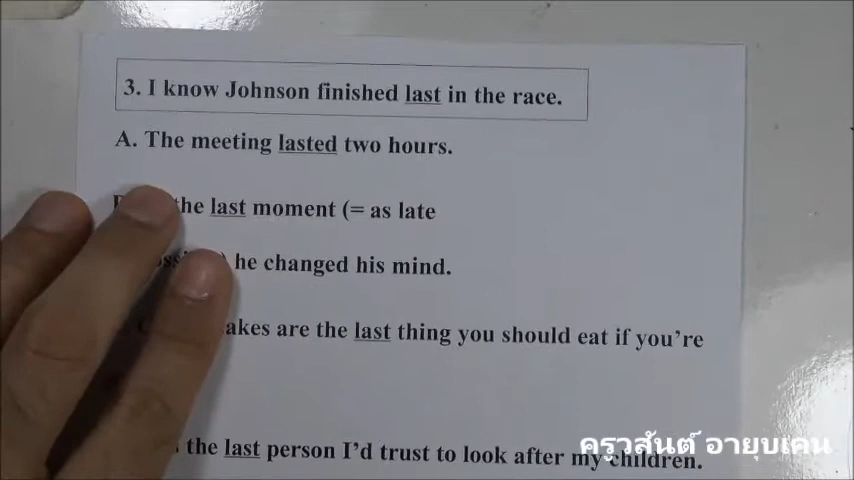 3. I know Johnson finished last in the race.
A. The meeting lasted two hours.
the last moment (= as late
he changed his mind.
are the last thing you should eat if you're
the last person I'd trust to look after my children.
ครูวสันต์ อายุบเคน